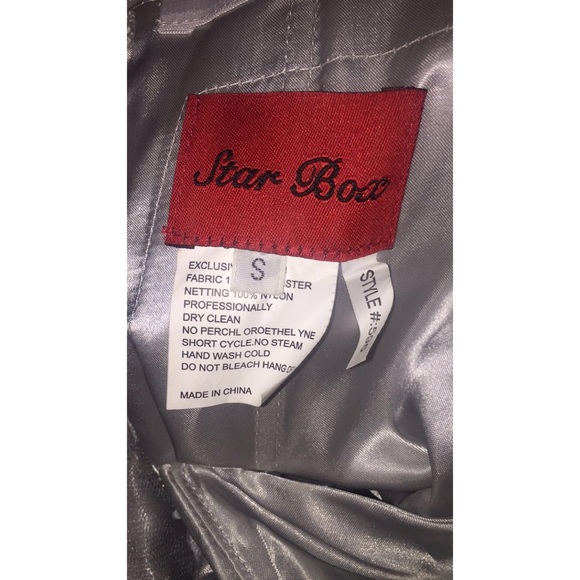 Star Box
S
EXCLUSIV
FABRIC 1 STER
NETTING 100% NYLON
PROFESSIONALLY
DRY CLEAN
NO PERCHL OROETHEL YNE
SHORT CYCLE.NO STEAM
HAND WASH COLD
DO NOT BLEACH HANG
MADE IN CHINA
STYLE #: